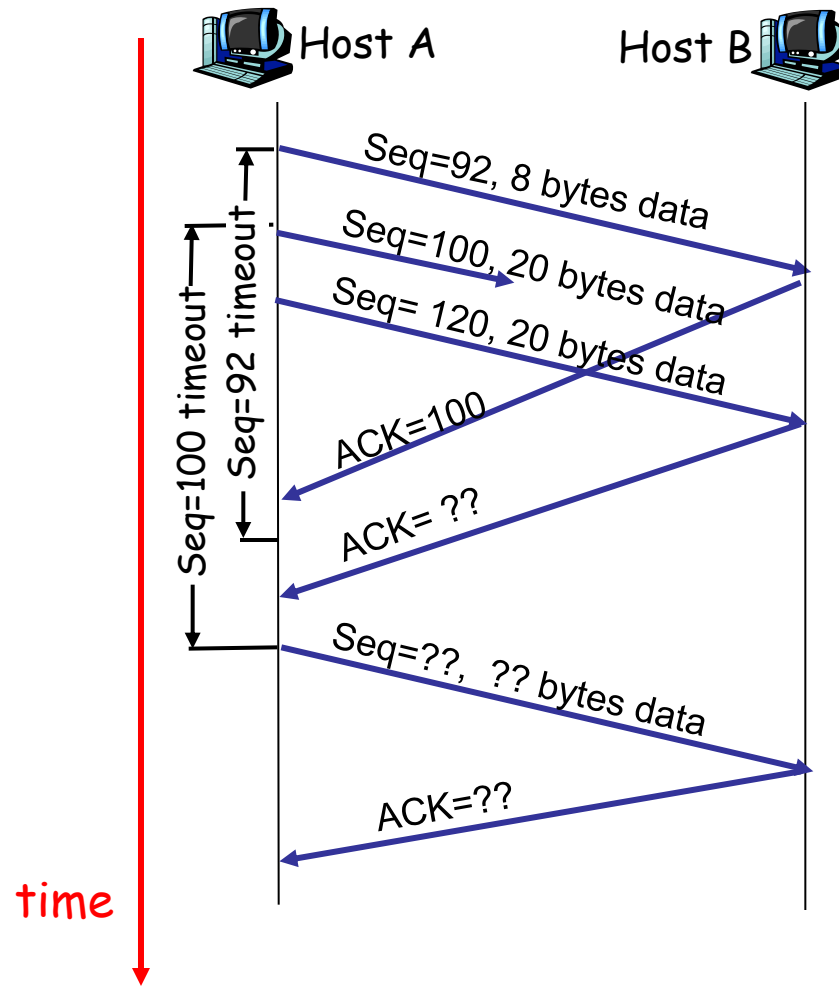 Host A
Host B
Seq=92, 8 bytes data
Seq=100, 20 bytes data
Seq= 120, 20 bytes data
Seq=100 timeout
Seq=92 timeout
ACK=100
ACK= ??
Seq=??, ?? bytes data
ACK=??
time